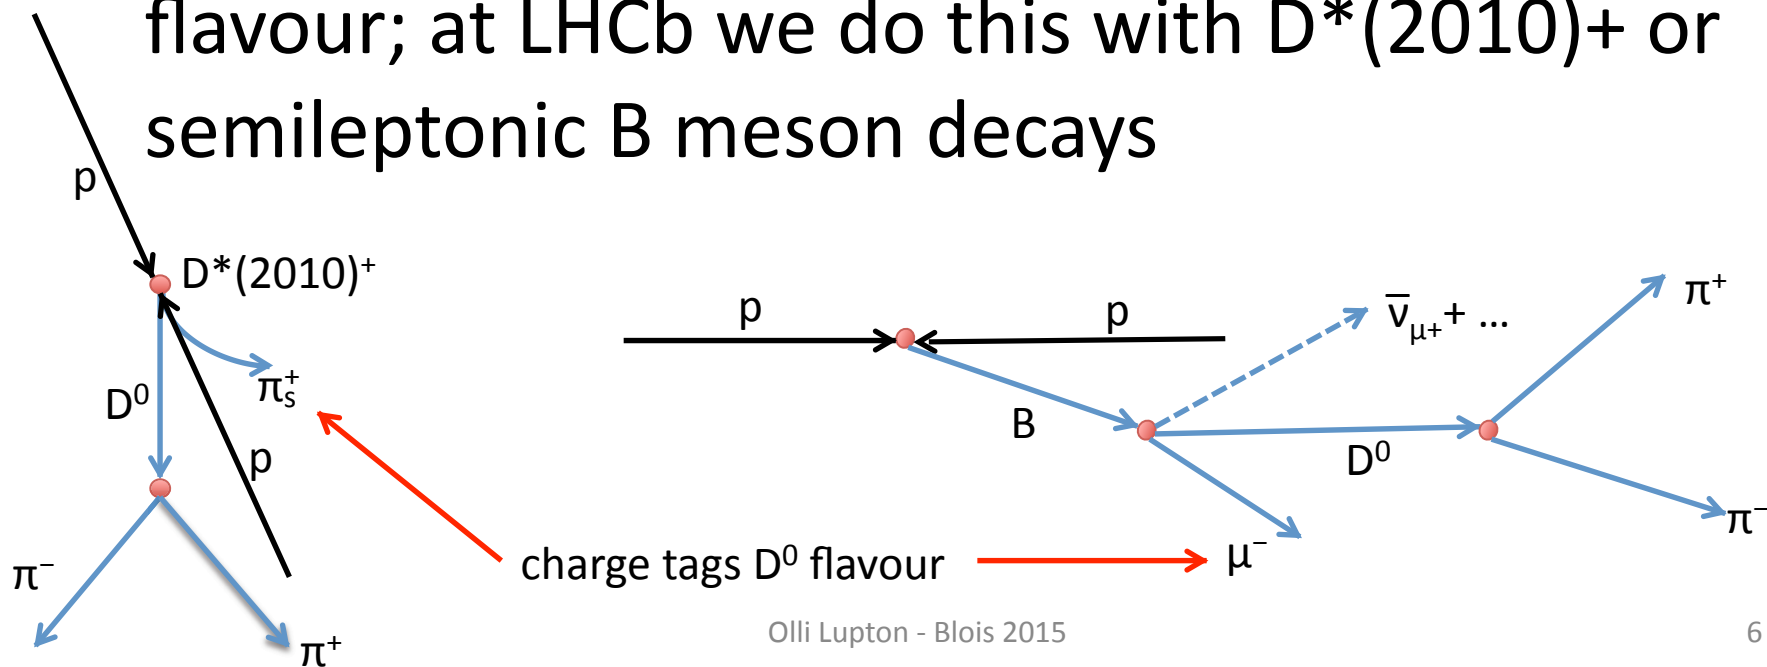 flavour; at LHCb we do this with D*(2010)+ or
semileptonic B meson decays
p
D*(2010)⁺
π⁺ₛ
D⁰
p
π⁻
π⁺
p
p
ν̅μ+ + ...
π⁺
B
D⁰
π⁻
μ⁻
charge tags D⁰ flavour
Olli Lupton - Blois 2015
6